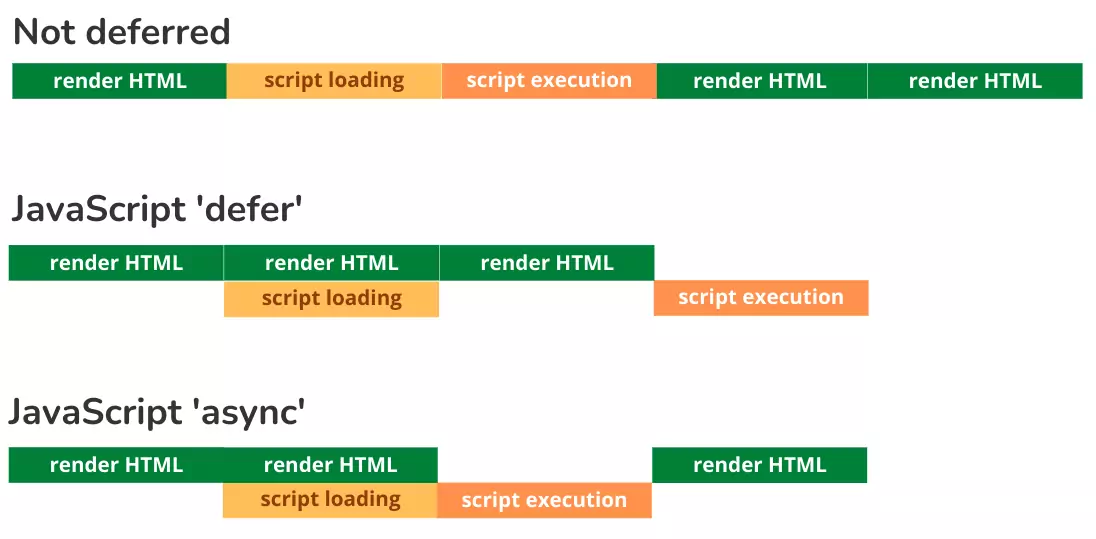 Not deferred
render HTML script loading script execution render HTML render HTML
JavaScript 'defer'
render HTML render HTML render HTML
script loading script execution
JavaScript 'async'
render HTML render HTML render HTML
script loading script execution